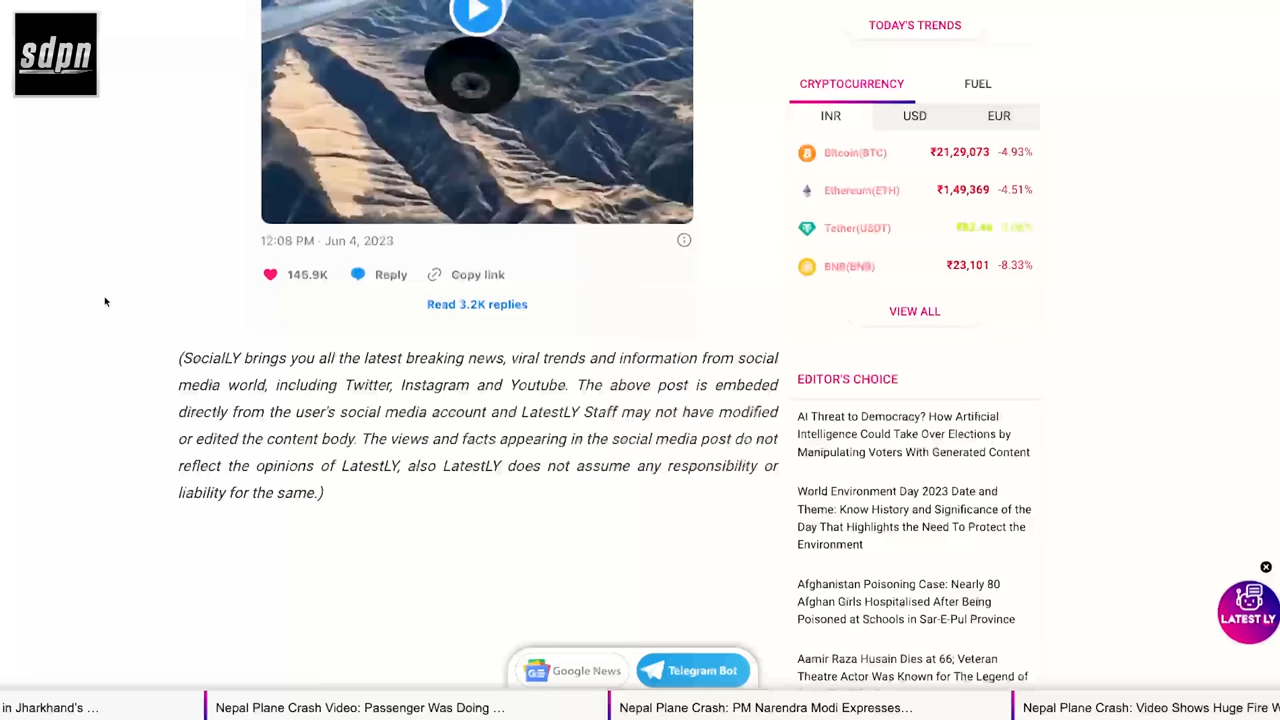 sdpn
12:08 PM · Jun 4, 2023
145.9K Reply Copy link
Read 3.2K replies
(SocialLY brings you all the latest breaking news, viral trends and information from social
media world, including Twitter, Instagram and Youtube. The above post is embeded
directly from the user's social media account and LatestLY Staff may not have modified
or edited the content body. The views and facts appearing in the social media post do not
reflect the opinions of LatestLY, also LatestLY does not assume any responsibility or
liability for the same.)
TODAY'S TRENDS
CRYPTOCURRENCY FUEL
INR USD EUR
Bitcoin(BTC) ₹21,29,073 -4.93%
Ethereum(ETH) ₹1,49,369 -4.51%
Tether(USDT)
BNB(BNB) ₹23,101 -8.33%
VIEW ALL
EDITOR'S CHOICE
AI Threat to Democracy? How Artificial
Intelligence Could Take Over Elections by
Manipulating Voters With Generated Content
World Environment Day 2023 Date and
Theme: Know History and Significance of the
Day That Highlights the Need To Protect the
Environment
Afghanistan Poisoning Case: Nearly 80
Afghan Girls Hospitalised After Being
Poisoned at Schools in Sar-E-Pul Province
Aamir Raza Husain Dies at 66; Veteran
Theatre Actor Was Known for The Legend of
LATESTLY
Google News Telegram Bot
in Jharkhand's ... Nepal Plane Crash Video: Passenger Was Doing ... Nepal Plane Crash: PM Narendra Modi Expresses... Nepal Plane Crash: Video Shows Huge Fire W